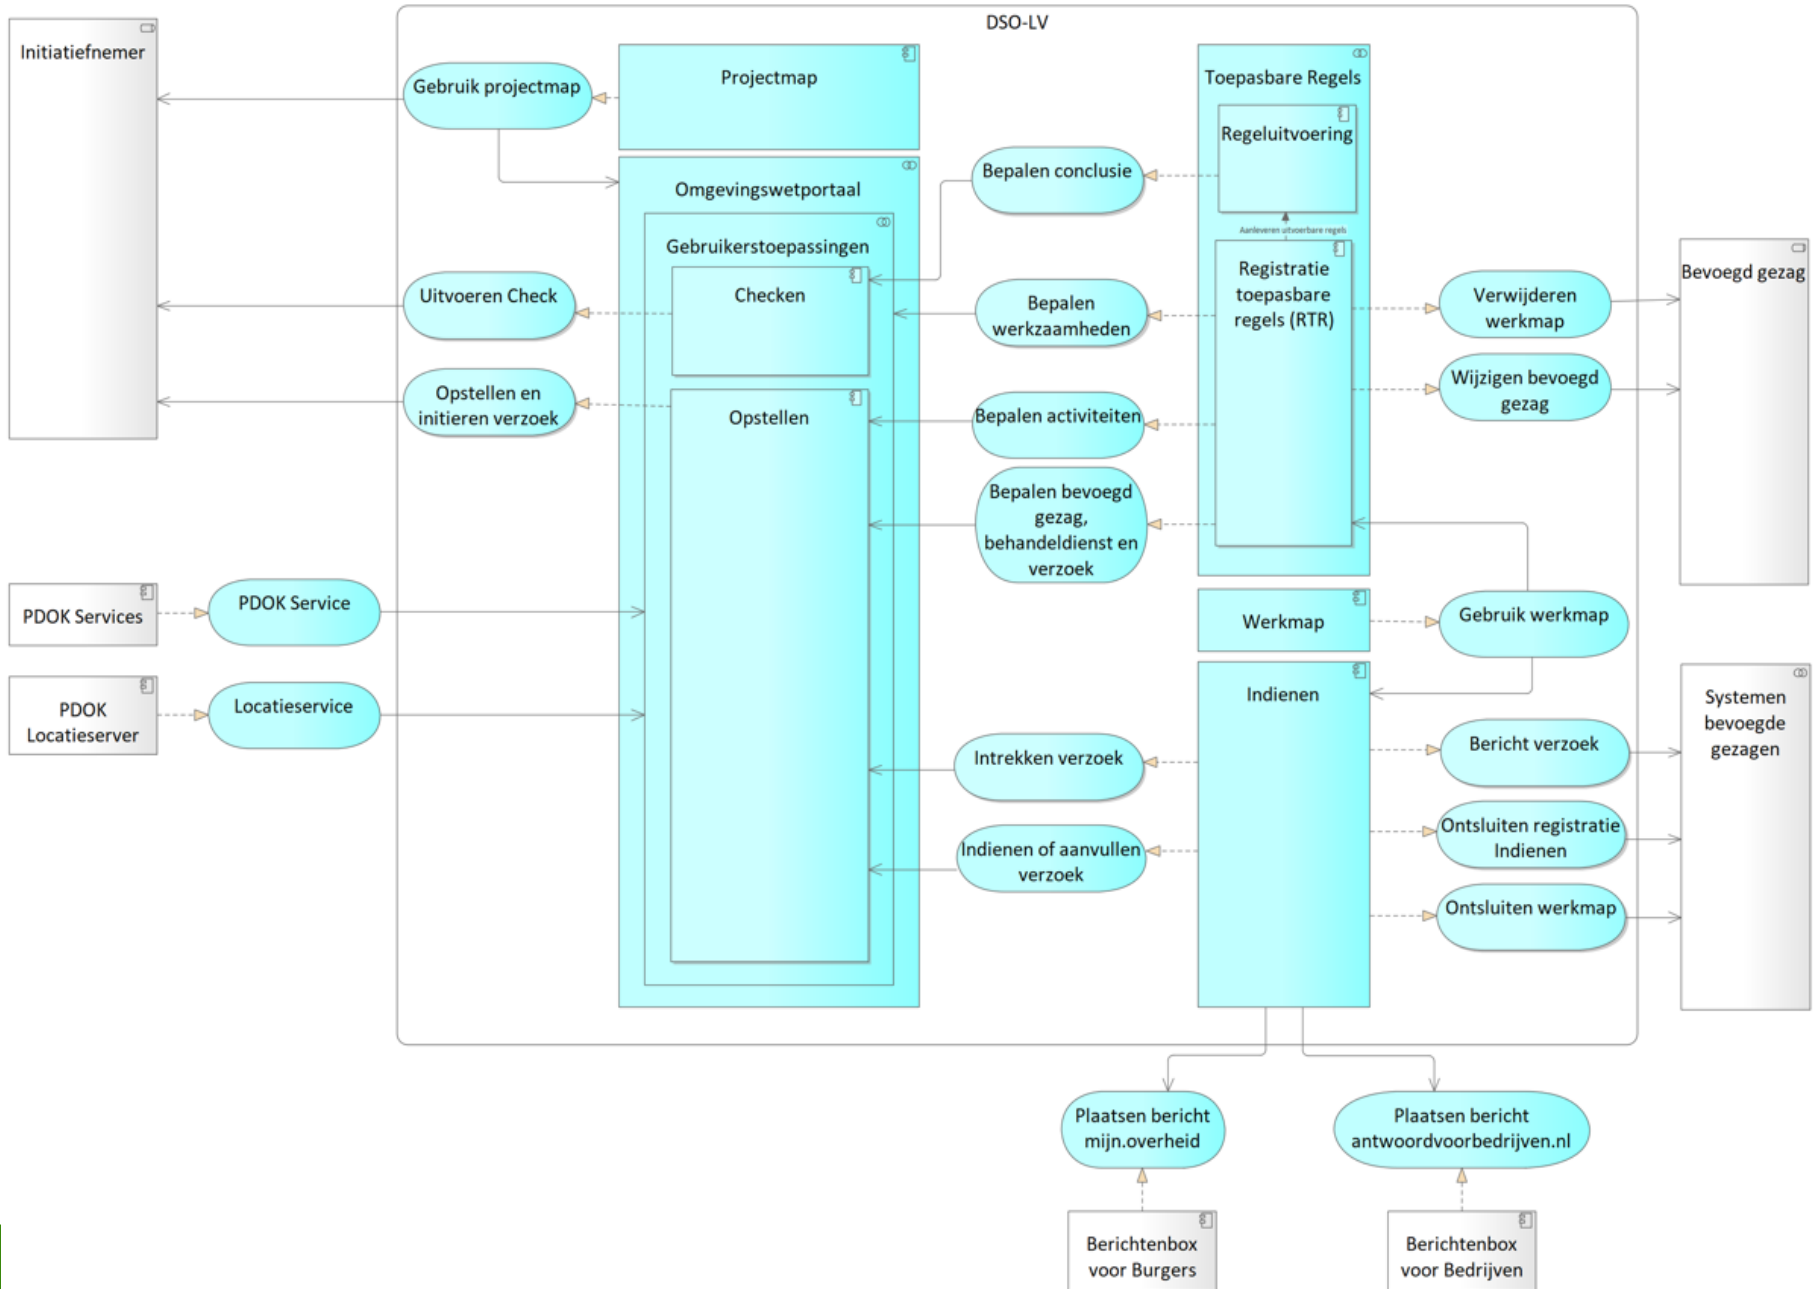 DSO-LV
Initiatiefnemer
Gebruik projectmap
Projectmap
Toepasbare Regels
Regeluitvoering
Bepalen conclusie
Omgevingswetportaal
Aanleveren uitvoerbare regels
Gebruikerstoepassingen
Registratie
toepasbare
regels (RTR)
Bevoegd gezag
Uitvoeren Check
Checken
Bepalen
werkzaamheden
Verwijderen
werkmap
Opstellen en
initieren verzoek
Opstellen
Bepalen activiteiten
Wijzigen bevoegd
gezag
Bepalen bevoegd
gezag,
behandeldienst en
verzoek
PDOK Services
PDOK Service
Werkmap
Gebruik werkmap
PDOK
Locatieserver
Locatieservice
Indienen
Systemen
bevoegde
gezagen
Intrekken verzoek
Bericht verzoek
Indienen of aanvullen
verzoek
Ontsluiten registratie
Indienen
Ontsluiten werkmap
Plaatsen bericht
mijn.overheid
Plaatsen bericht
antwoordvoorbedrijven.nl
Berichtenbox
voor Burgers
Berichtenbox
voor Bedrijven